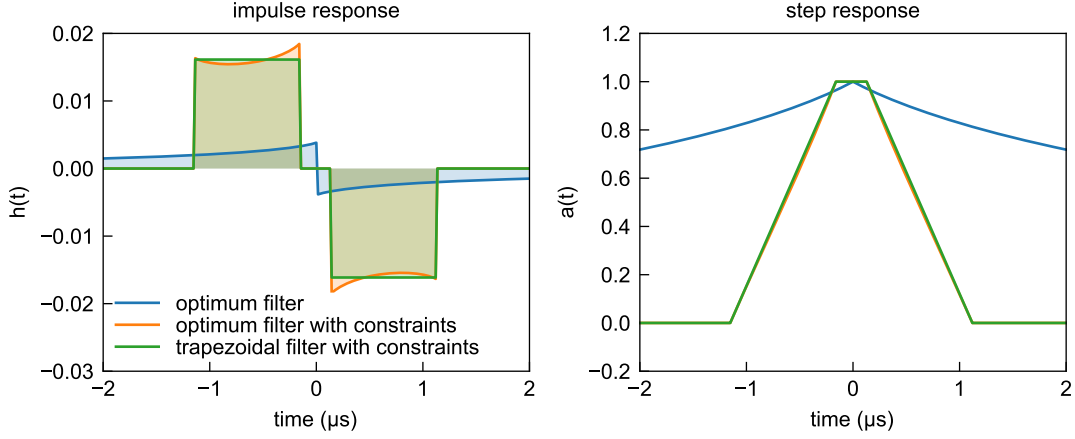 impulse response
0.02
0.01
0.00
−0.01
−0.02
−0.03
h(t)
optimum filter
optimum filter with constraints
trapezoidal filter with constraints
−2
−1
0
1
2
time (μs)
step response
1.2
1.0
0.8
0.6
0.4
0.2
0.0
−0.2
a(t)
−2
−1
0
1
2
time (μs)